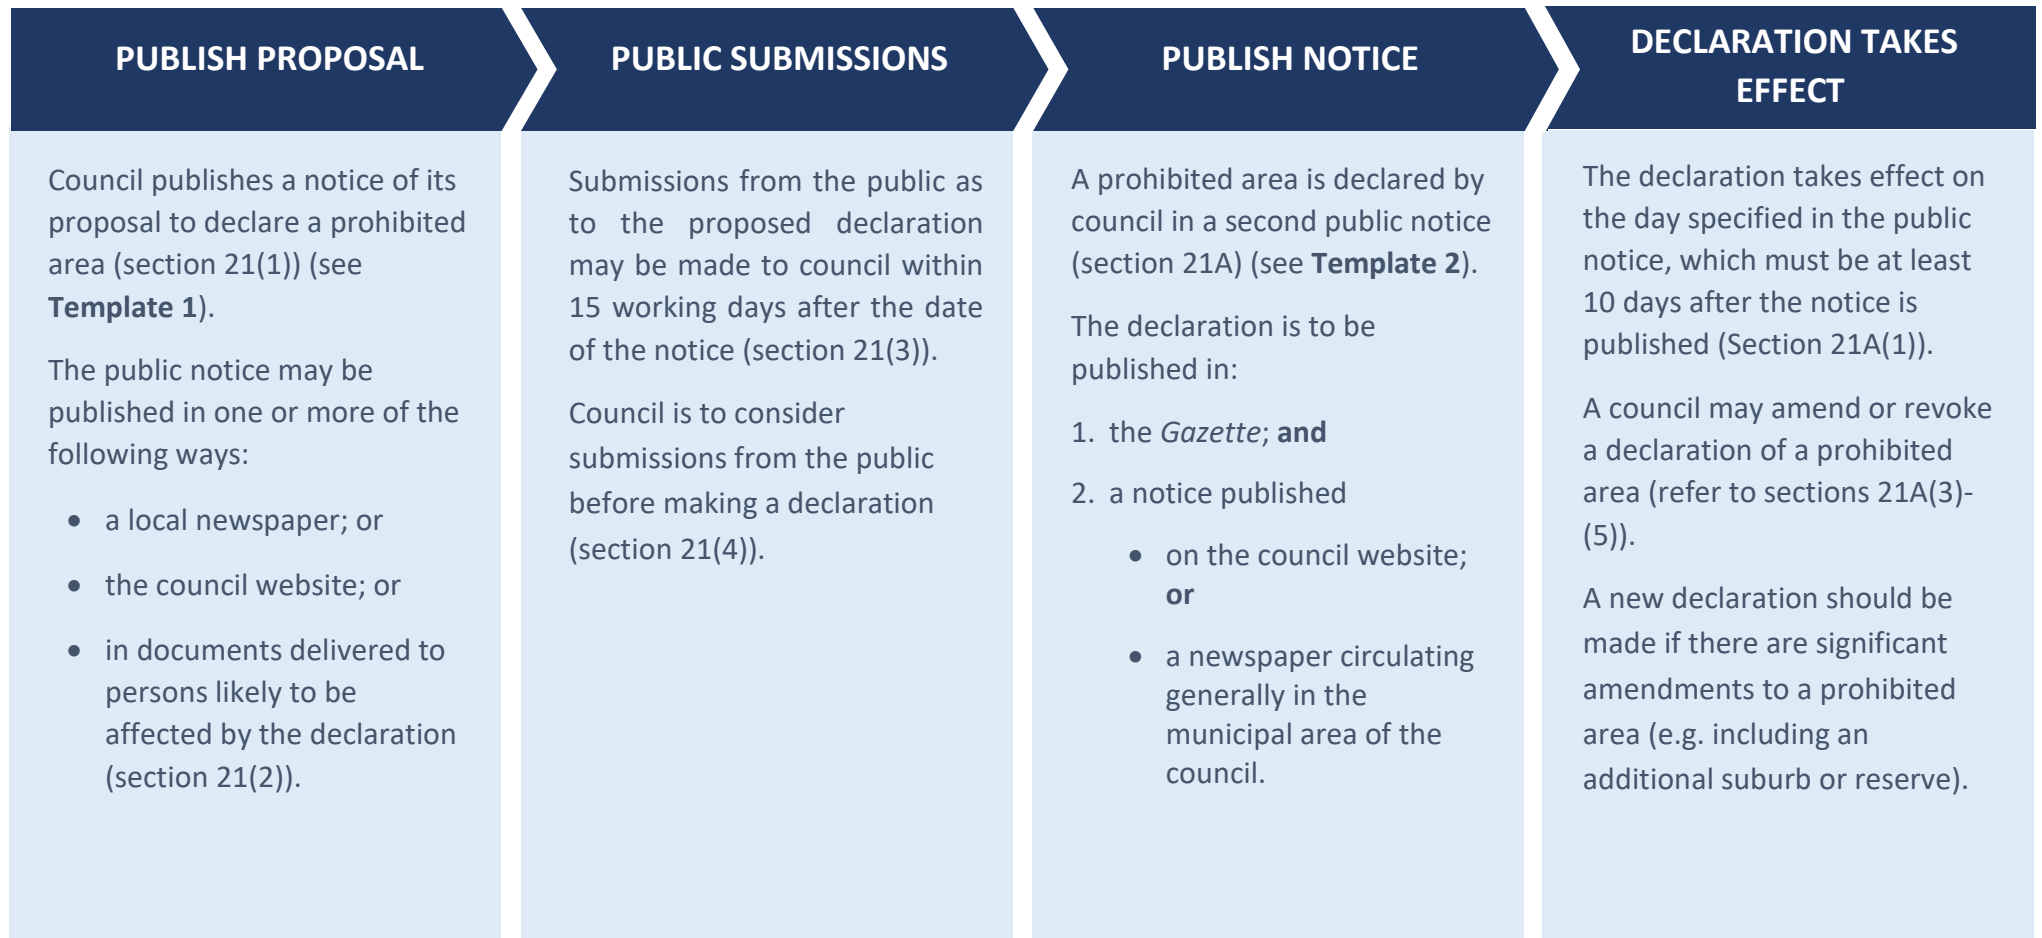 PUBLISH PROPOSAL
Council publishes a notice of its
proposal to declare a prohibited
area (section 21(1)) (see
Template 1).
The public notice may be
published in one or more of the
following ways:
• a local newspaper; or
• the council website; or
• in documents delivered to
persons likely to be
affected by the declaration
(section 21(2)).
PUBLIC SUBMISSIONS
Submissions from the public as
to the proposed declaration
may be made to council within
15 working days after the date
of the notice (section 21(3)).
Council is to consider
submissions from the public
before making a declaration
(section 21(4)).
PUBLISH NOTICE
A prohibited area is declared by
council in a second public notice
(section 21A) (see Template 2).
The declaration is to be
published in:
1. the Gazette; and
2. a notice published
• on the council website;
or
• a newspaper circulating
generally in the
municipal area of the
council.
DECLARATION TAKES
EFFECT
The declaration takes effect on
the day specified in the public
notice, which must be at least
10 days after the notice is
published (Section 21A(1)).
A council may amend or revoke
a declaration of a prohibited
area (refer to sections 21A(3)-
(5)).
A new declaration should be
made if there are significant
amendments to a prohibited
area (e.g. including an
additional suburb or reserve).